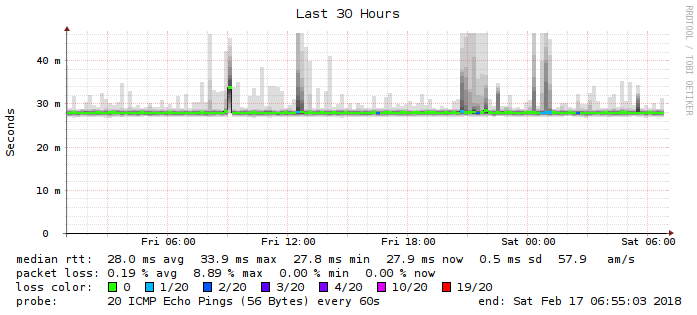 Last 30 Hours
RRDTOOL / TOBI OETIKER
Seconds
40 m
30 m
20 m
10 m
0
Fri 06:00 Fri 12:00 Fri 18:00 Sat 00:00 Sat 06:00
median rtt: 28.0 ms avg 33.9 ms max 27.8 ms min 27.9 ms now 0.5 ms sd 57.9 am/s
packet loss: 0.19 % avg 8.89 % max 0.00 % min 0.00 % now
loss color: 0 1/20 2/20 3/20 4/20 10/20 19/20
probe: 20 ICMP Echo Pings (56 Bytes) every 60s end: Sat Feb 17 06:55:03 2018